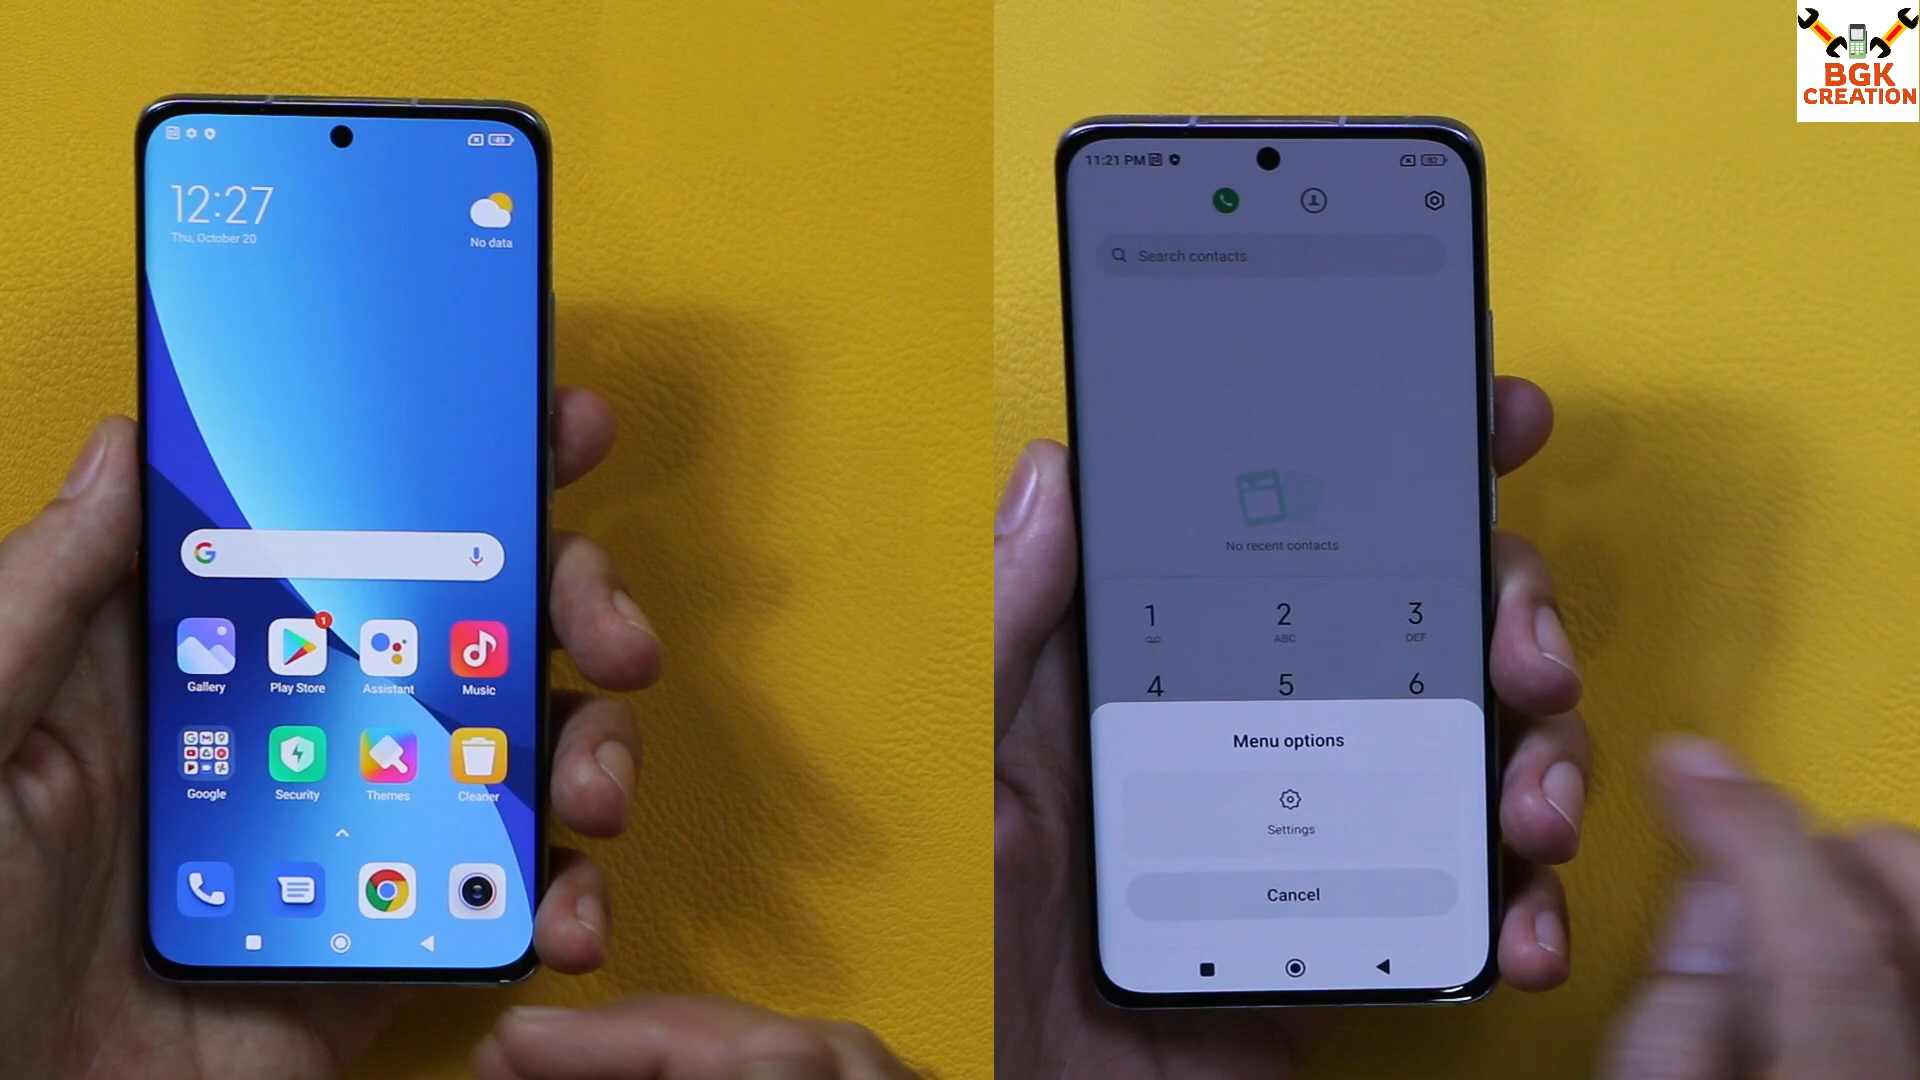 12:27
Thu, October 20
No data
Gallery
Play Store
1
Assistant
Music
Google
Security
Themes
Cleaner
11:21 PM
Search contacts
No recent contacts
1
2
ABC
3
DEF
4
5
6
Menu options
Settings
Cancel
BGK
CREATION